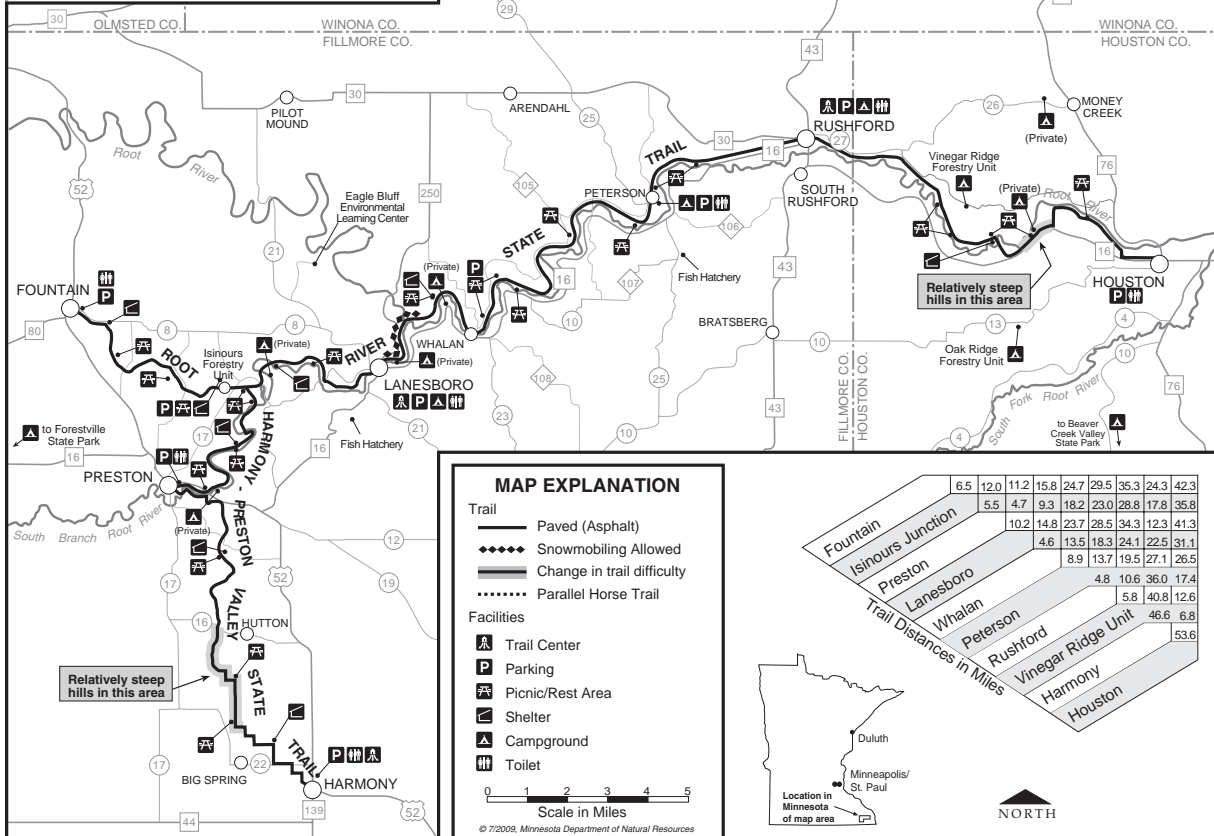 OLMSTED CO.
WINONA CO.
FILLMORE CO.
WINONA CO.
HOUSTON CO.
30
29
43
30
PILOT
MOUND
ARENDAHL
25
RUSHFORD
30
16
27
26
(Private)
MONEY
CREEK
76
Root
River
52
Eagle Bluff
Environmental
Learning Center
250
105
PETERSON
TRAIL
SOUTH
RUSHFORD
106
Vinegar Ridge
Forestry Unit
(Private)
Root
River
16
21
STATE
16
107
Fish Hatchery
43
Relatively steep
hills in this area
HOUSTON
FOUNTAIN
80
8
8
(Private)
WHALAN
10
BRATSBERG
10
13
4
10
Oak Ridge
Forestry Unit
ROOT
RIVER
Isinours
Forestry
Unit
(Private)
(Private)
LANESBORO
108
25
43
FILLMORE CO.
HOUSTON CO.
South Fork Root River
76
to Forestville
State Park
16
17
HARMONY - PRESTON
16
Fish Hatchery
21
23
10
4
to Beaver
Creek Valley
State Park
PRESTON
South Branch Root River
(Private)
12
52
19
17
VALLEY
16
HUTTON
STATE
Relatively steep
hills in this area
TRAIL
17
BIG SPRING
22
HARMONY
44
139
52
MAP EXPLANATION
Trail
Paved (Asphalt)
Snowmobiling Allowed
Change in trail difficulty
Parallel Horse Trail
Facilities
Trail Center
P Parking
Picnic/Rest Area
Shelter
Campground
Toilet
0 1 2 3 4 5
Scale in Miles
© 7/2009, Minnesota Department of Natural Resources
6.5 12.0 11.2 15.8 24.7 29.5 35.3 24.3 42.3
5.5 4.7 9.3 18.2 23.0 28.8 17.8 35.8
10.2 14.8 23.7 28.5 34.3 12.3 41.3
4.6 13.5 18.3 24.1 22.5 31.1
8.9 13.7 19.5 27.1 26.5
4.8 10.6 36.0 17.4
5.8 40.8 12.6
46.6 6.8
53.6
Fountain
Isinours Junction
Preston
Lanesboro
Whalan
Peterson
Rushford
Vinegar Ridge Unit
Harmony
Houston
Trail Distances in Miles
Duluth
Minneapolis/
St. Paul
Location in
Minnesota
of map area
NORTH